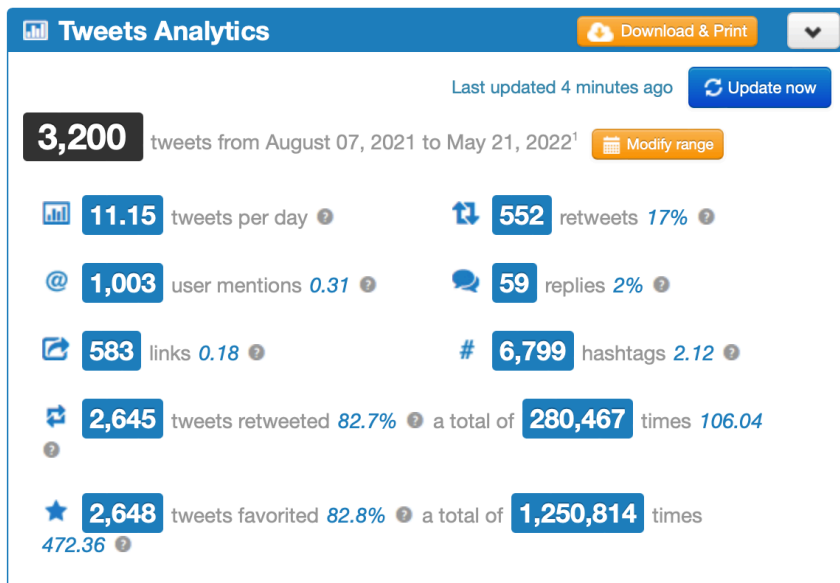 Tweets Analytics Download & Print
Last updated 4 minutes ago Update now
3,200 tweets from August 07, 2021 to May 21, 2022¹ Modify range
11.15 tweets per day ? 552 retweets 17% ?
@ 1,003 user mentions 0.31 ? 59 replies 2% ?
583 links 0.18 ? # 6,799 hashtags 2.12 ?
2,645 tweets retweeted 82.7% ? a total of 280,467 times 106.04
?
2,648 tweets favorited 82.8% ? a total of 1,250,814 times
472.36 ?